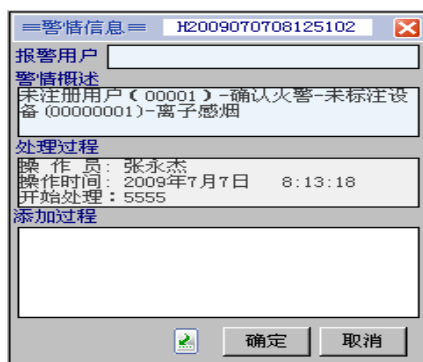 ═警情信息═ H2009070708125102
报警用户
警情概述
未注册用户(00001)-确认火警-未标注设
备(00000001)-离子感烟
处理过程
操 作 员: 张永杰
操作时间: 2009年7月7日 8:13:18
开始处理:5555
添加过程
确定 取消